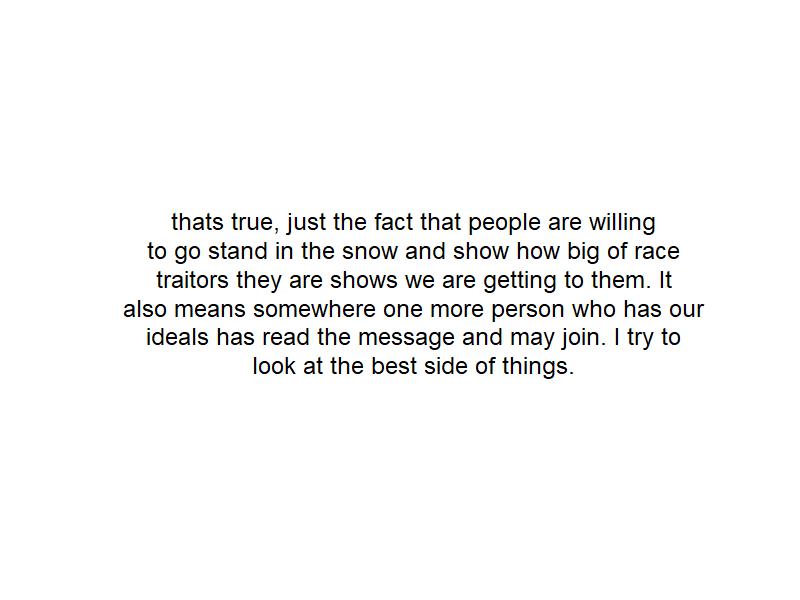 thats true, just the fact that people are willing
to go stand in the snow and show how big of race
traitors they are shows we are getting to them. It
also means somewhere one more person who has our
ideals has read the message and may join. I try to
look at the best side of things.